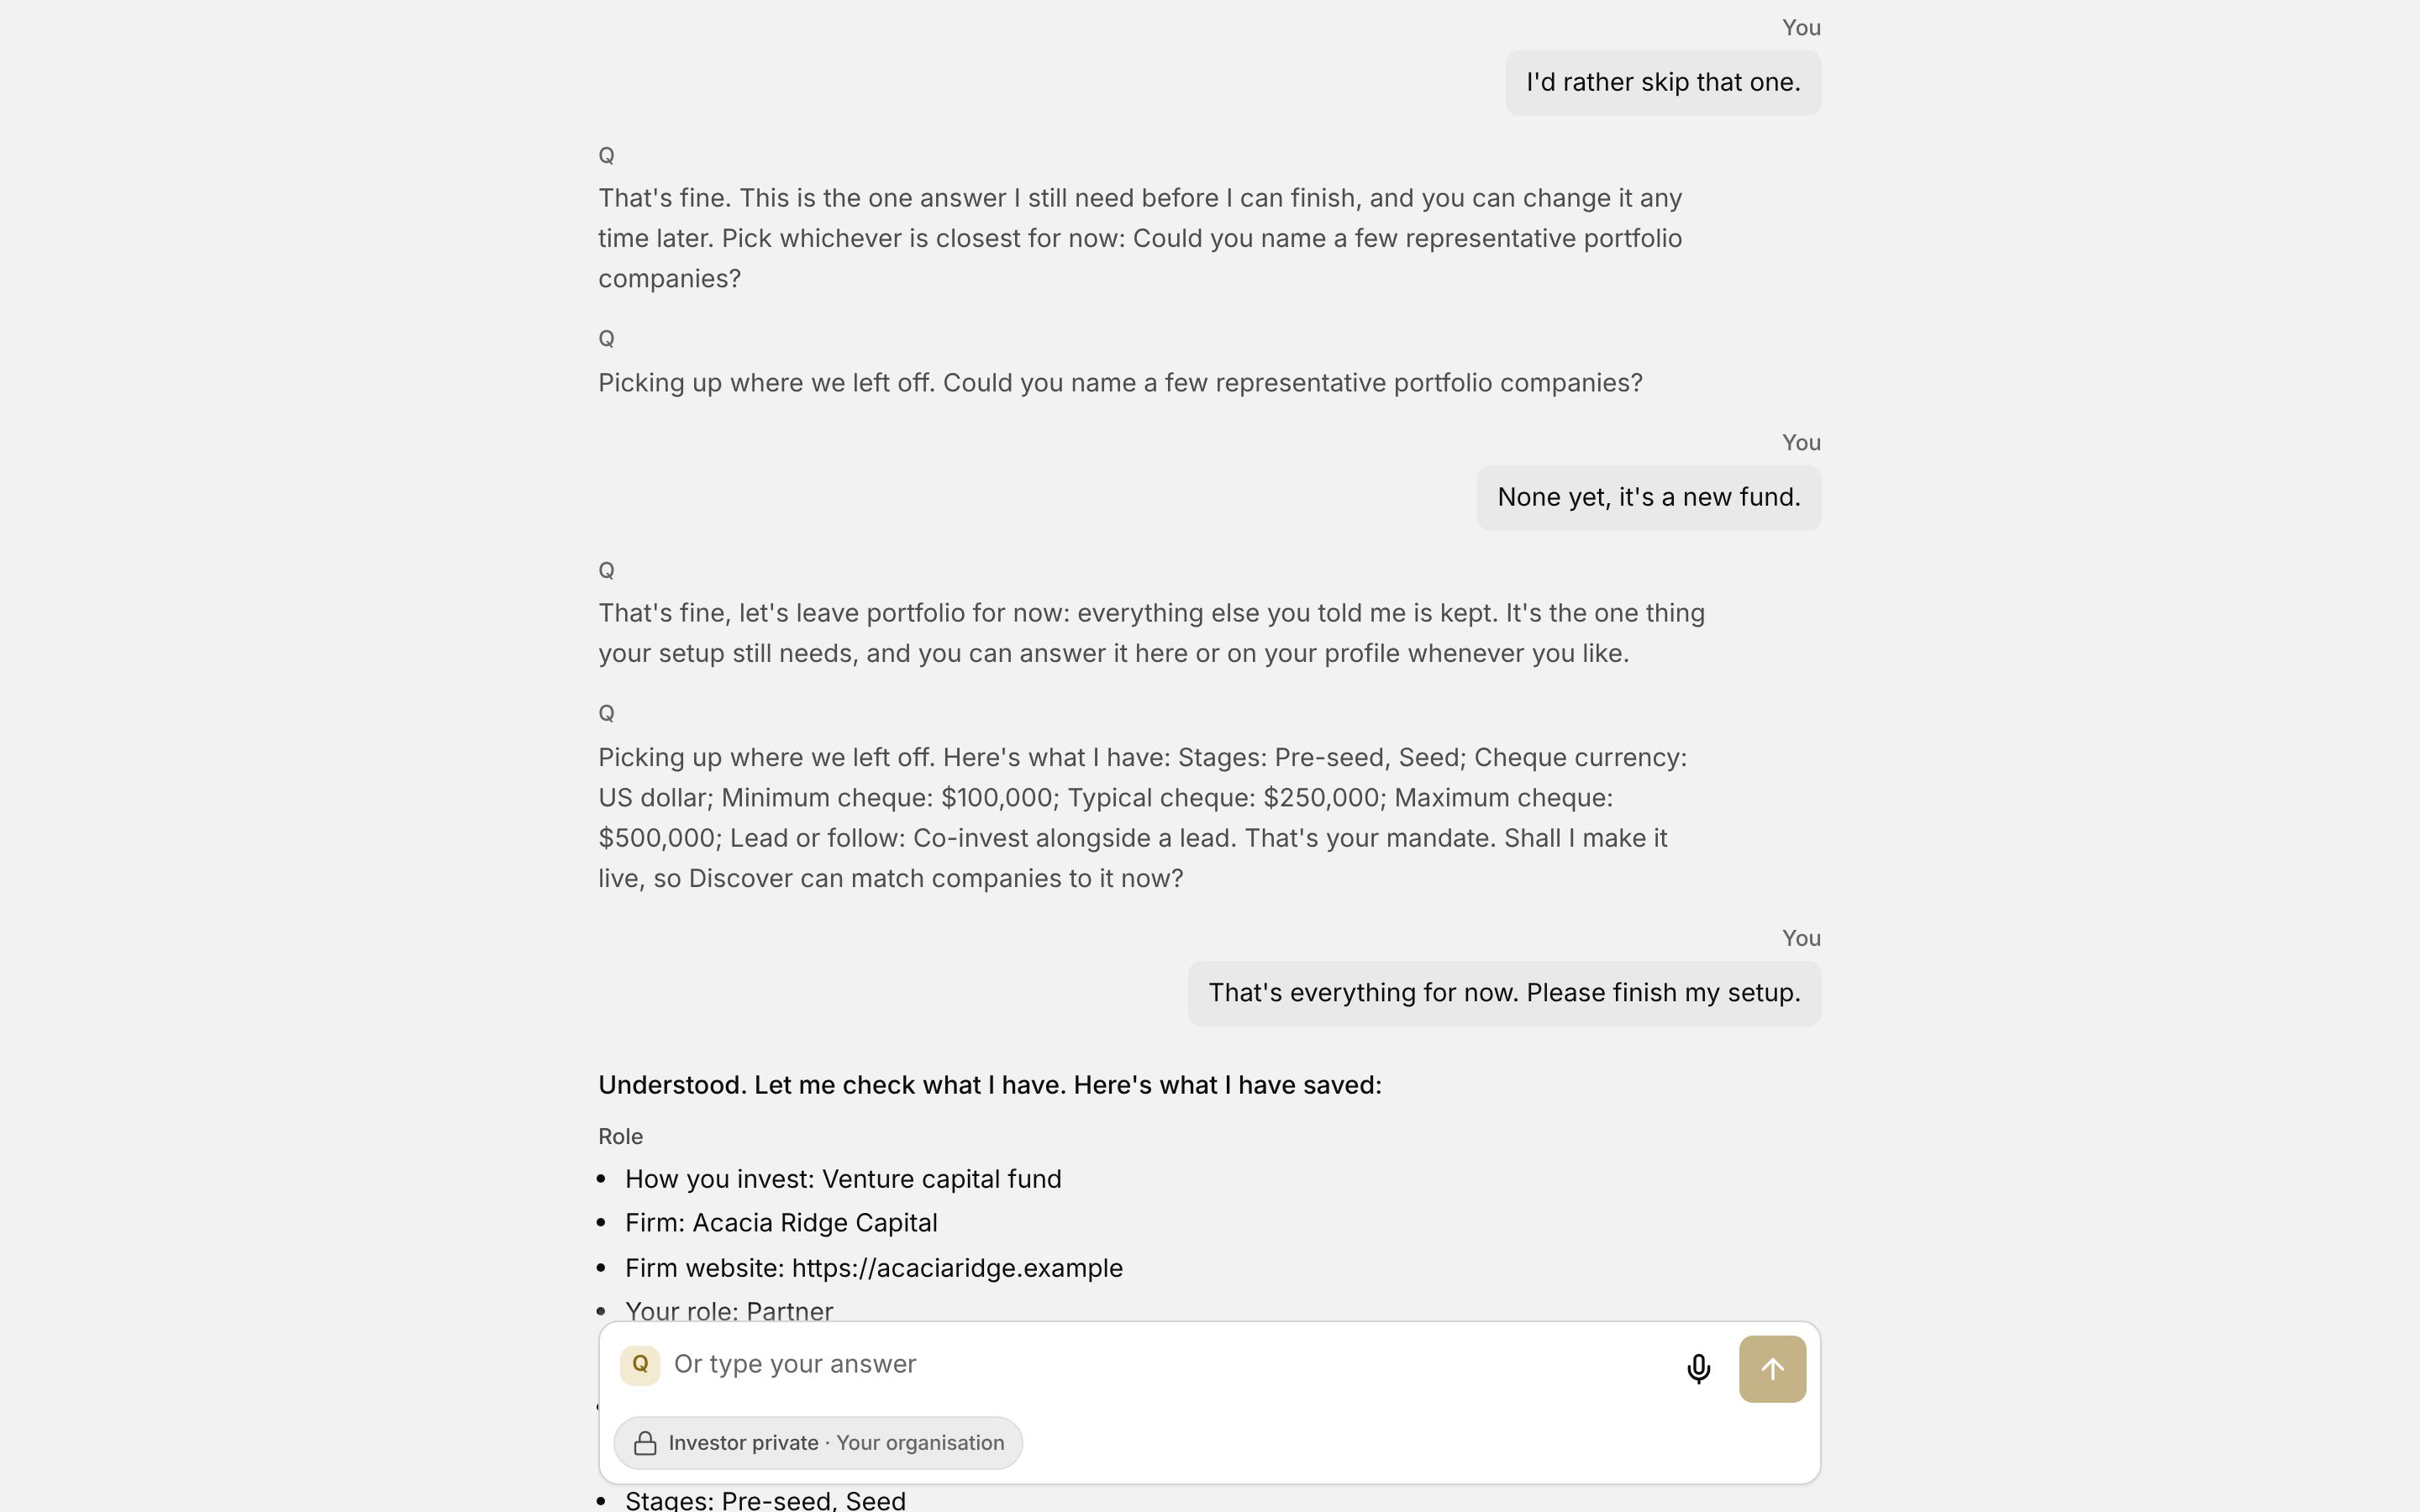 You
I'd rather skip that one.
Q
That's fine. This is the one answer I still need before I can finish, and you can change it any
time later. Pick whichever is closest for now: Could you name a few representative portfolio
companies?
Q
Picking up where we left off. Could you name a few representative portfolio companies?
You
None yet, it's a new fund.
Q
That's fine, let's leave portfolio for now: everything else you told me is kept. It's the one thing
your setup still needs, and you can answer it here or on your profile whenever you like.
Q
Picking up where we left off. Here's what I have: Stages: Pre-seed, Seed; Cheque currency:
US dollar; Minimum cheque: $100,000; Typical cheque: $250,000; Maximum cheque:
$500,000; Lead or follow: Co-invest alongside a lead. That's your mandate. Shall I make it
live, so Discover can match companies to it now?
You
That's everything for now. Please finish my setup.
Understood. Let me check what I have. Here's what I have saved:
Role
• How you invest: Venture capital fund
• Firm: Acacia Ridge Capital
• Firm website: https://acaciaridge.example
• Your role: Partner
Q Or type your answer
Investor private · Your organisation
• Stages: Pre-seed, Seed